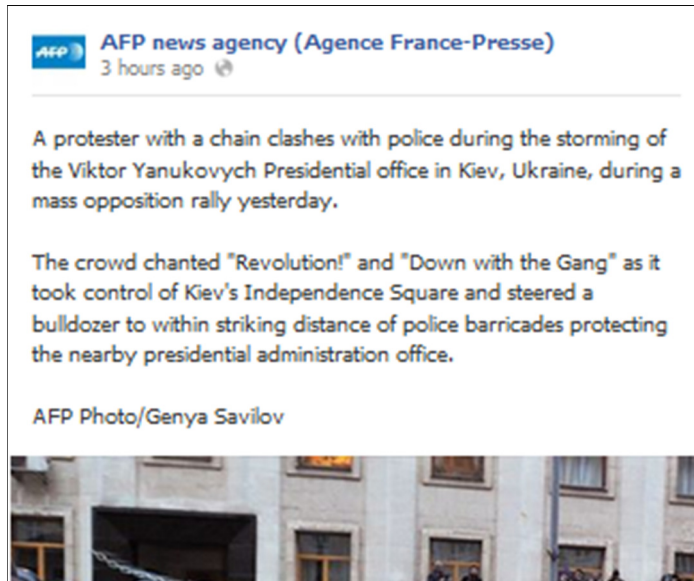 AFP
AFP news agency (Agence France-Presse)
3 hours ago
A protester with a chain clashes with police during the storming of
the Viktor Yanukovych Presidential office in Kiev, Ukraine, during a
mass opposition rally yesterday.
The crowd chanted "Revolution!" and "Down with the Gang" as it
took control of Kiev's Independence Square and steered a
bulldozer to within striking distance of police barricades protecting
the nearby presidential administration office.
AFP Photo/Genya Savilov